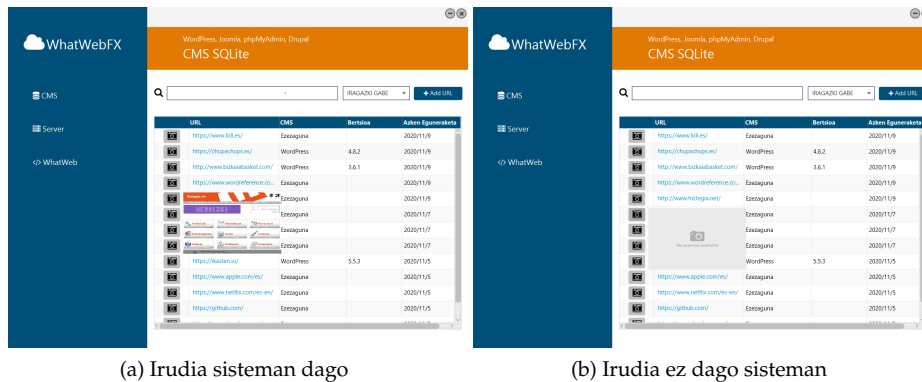 WhatWebFX
WordPress, Joomla, phpMyAdmin, Drupal
CMS SQLite
CMS
Server
</> WhatWeb
IRAGAZKI GABE
+ Add URL
URL CMS Bertsioa Azken Eguneraketa
https://www.lidl.es/ Ezezaguna 2020/11/9
https://chupachups.es/ WordPress 4.8.2 2020/11/9
http://www.bizkaiabasket.com/ WordPress 3.6.1 2020/11/9
https://www.wordreference.co... Ezezaguna 2020/11/9
Ezezaguna 2020/11/9
Ezezaguna 2020/11/7
Ezezaguna 2020/11/7
Ezezaguna 2020/11/7
https://ikasten.io/ WordPress 5.5.3 2020/11/5
https://www.apple.com/es/ Ezezaguna 2020/11/5
https://www.netflix.com/es-en/ Ezezaguna 2020/11/5
https://github.com/ Ezezaguna 2020/11/5
(a) Irudia sisteman dago
WhatWebFX
WordPress, Joomla, phpMyAdmin, Drupal
CMS SQLite
CMS
Server
</> WhatWeb
IRAGAZKI GABE
+ Add URL
URL CMS Bertsioa Azken Eguneraketa
https://www.lidl.es/ Ezezaguna 2020/11/9
https://chupachups.es/ WordPress 4.8.2 2020/11/9
http://www.bizkaiabasket.com/ WordPress 3.6.1 2020/11/9
https://www.wordreference.co... Ezezaguna 2020/11/9
http://www.hiztegia.net/ Ezezaguna 2020/11/9
Ezezaguna 2020/11/7
Ezezaguna 2020/11/7
No preview available Ezezaguna 2020/11/7
WordPress 5.5.3 2020/11/5
https://www.apple.com/es/ Ezezaguna 2020/11/5
https://www.netflix.com/es-en/ Ezezaguna 2020/11/5
https://github.com/ Ezezaguna 2020/11/5
(b) Irudia ez dago sisteman